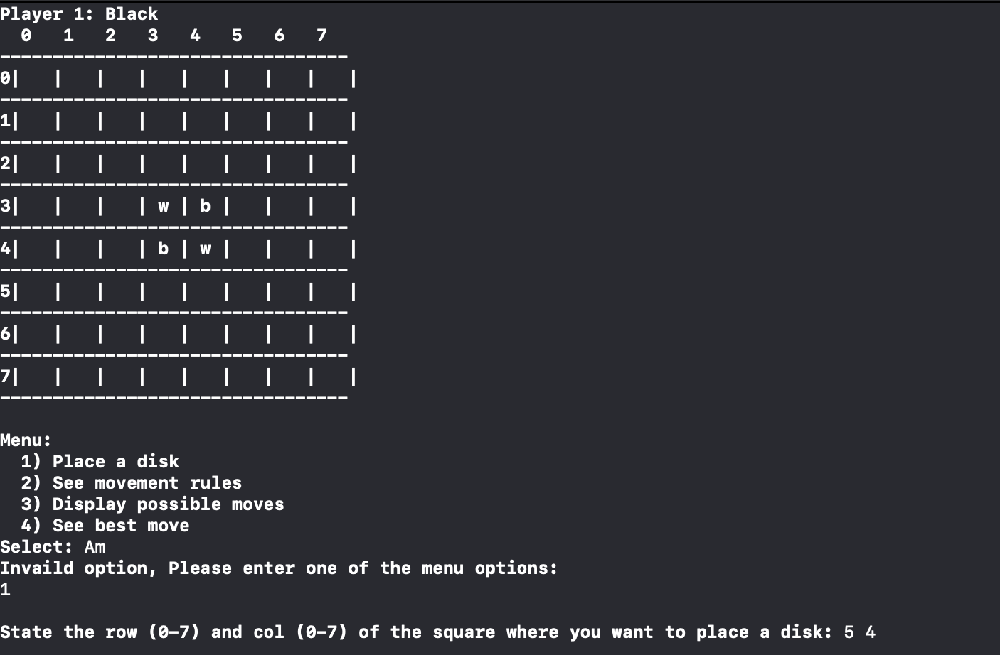 Player 1: Black
  0   1   2   3   4   5   6   7
---------------------------------
0|   |   |   |   |   |   |   |   |
---------------------------------
1|   |   |   |   |   |   |   |   |
---------------------------------
2|   |   |   |   |   |   |   |   |
---------------------------------
3|   |   |   | w | b |   |   |   |
---------------------------------
4|   |   |   | b | w |   |   |   |
---------------------------------
5|   |   |   |   |   |   |   |   |
---------------------------------
6|   |   |   |   |   |   |   |   |
---------------------------------
7|   |   |   |   |   |   |   |   |
---------------------------------

Menu:
  1) Place a disk
  2) See movement rules
  3) Display possible moves
  4) See best move
Select: Am
Invaild option, Please enter one of the menu options:
1

State the row (0-7) and col (0-7) of the square where you want to place a disk: 5 4